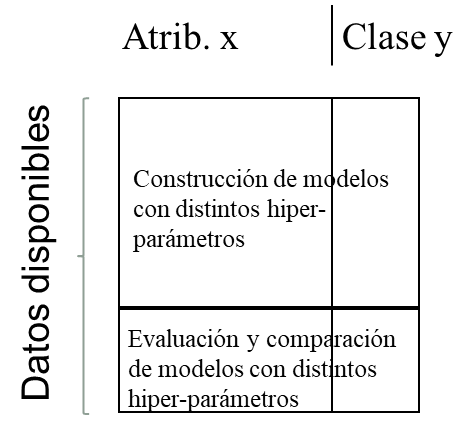 Atrib. x
Clase y
Datos disponibles
Construcción de modelos
con distintos hiper-
parámetros
Evaluación y comparación
de modelos con distintos
hiper-parámetros